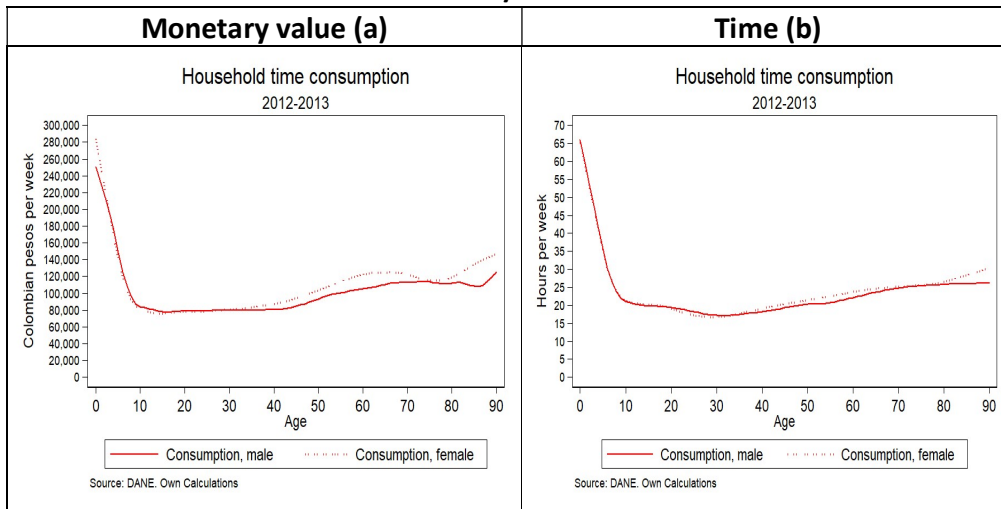 Monetary value (a)
Time (b)
Household time consumption
2012-2013
Colombian pesos per week
300,000
280,000
260,000
240,000
220,000
200,000
180,000
160,000
140,000
120,000
100,000
80,000
60,000
40,000
20,000
0
0 10 20 30 40 50 60 70 80 90
Age
Consumption, male
Consumption, female
Source: DANE. Own Calculations
Household time consumption
2012-2013
Hours per week
70
65
60
55
50
45
40
35
30
25
20
15
10
5
0
0 10 20 30 40 50 60 70 80 90
Age
Consumption, male
Consumption, female
Source: DANE. Own Calculations